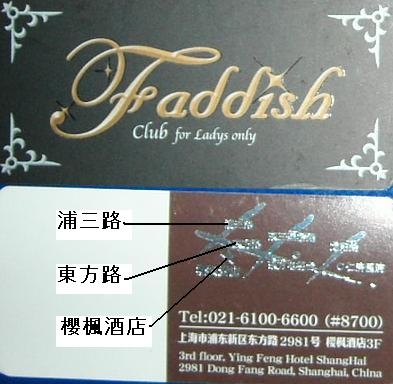 Faddish
Club for Ladys only
浦三路
東方路
櫻楓酒店
Tel:021-6100-6600 (#8700)
上海市浦东新区东方路2981号 櫻楓酒店3F
3rd floor, Ying Feng Hotel ShangHal
2981 Dong Fang Road, Shanghai, China